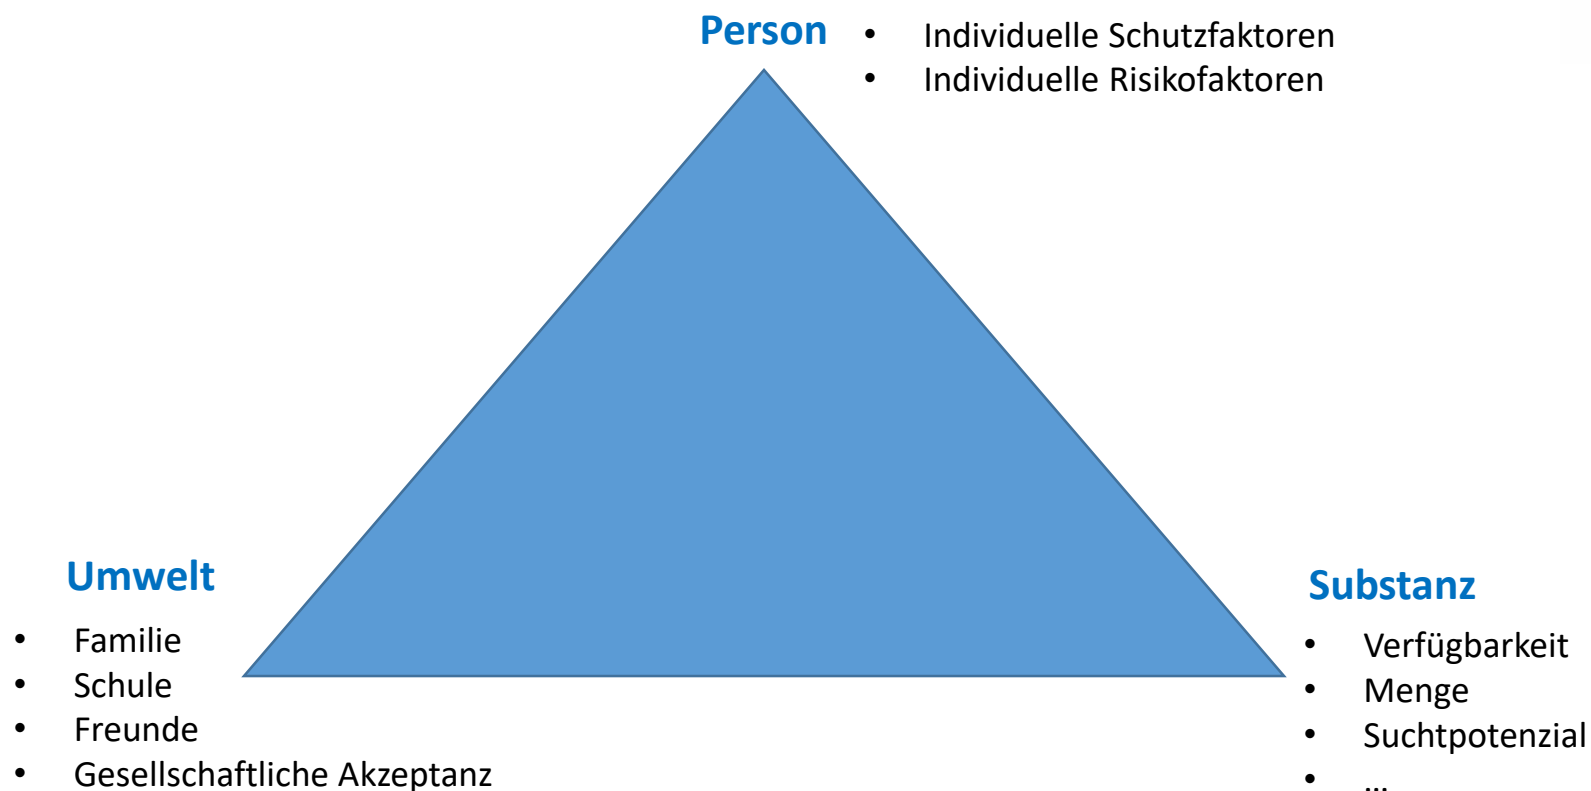 Person
• Individuelle Schutzfaktoren
• Individuelle Risikofaktoren
Umwelt
• Familie
• Schule
• Freunde
• Gesellschaftliche Akzeptanz
Substanz
• Verfügbarkeit
• Menge
• Suchtpotenzial
• ...